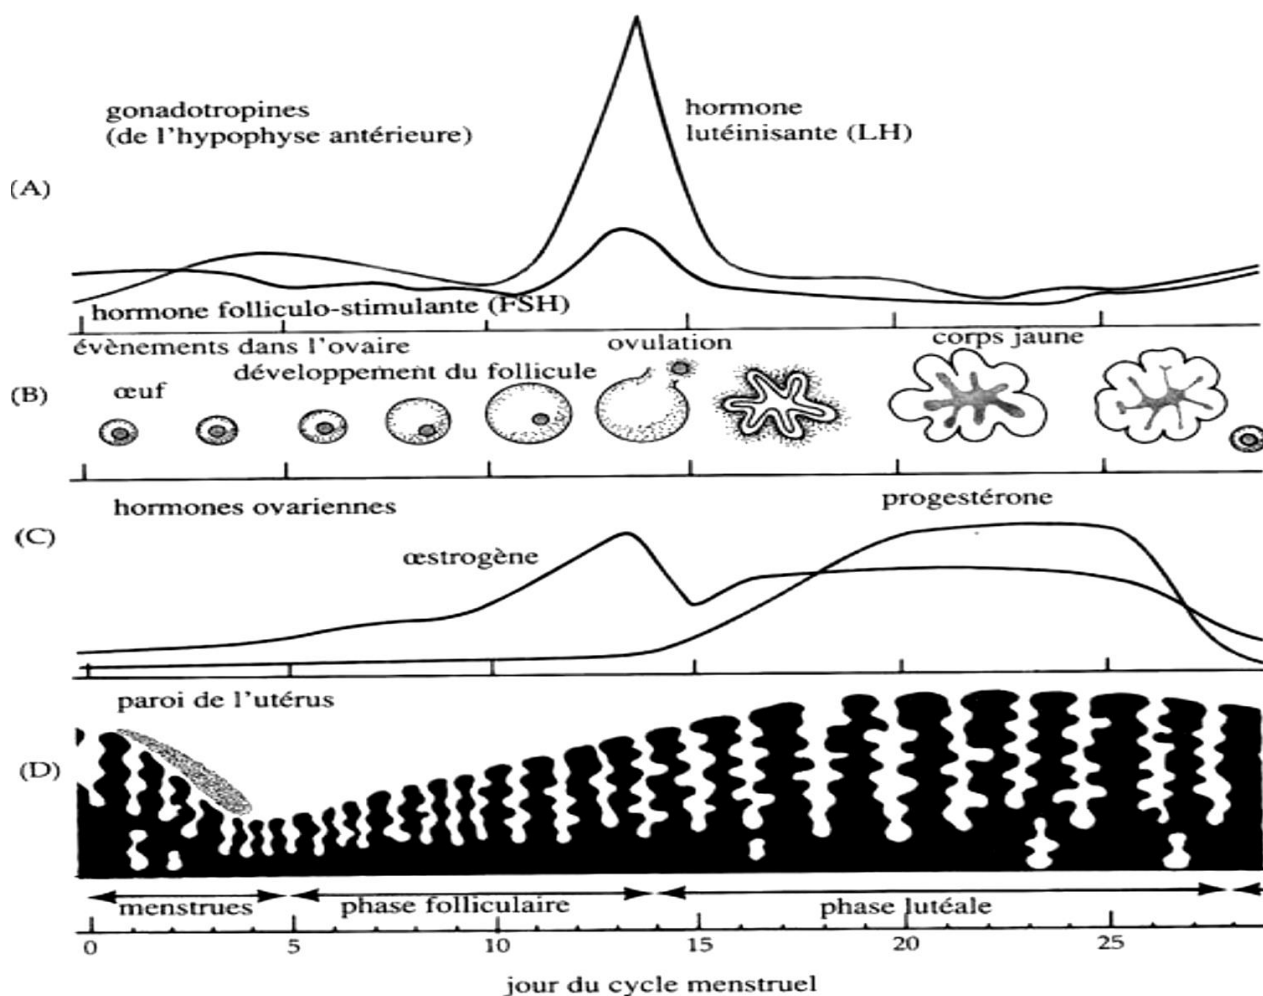 gonadotropines
(de l'hypophyse antérieure)
hormone
lutéinisante (LH)
(A)
hormone folliculo-stimulante (FSH)
évènements dans l'ovaire
ovulation
corps jaune
développement du follicule
(B)
œuf
hormones ovariennes
progestérone
(C)
œstrogène
paroi de l'utérus
(D)
menstrues
phase folliculaire
phase lutéale
0 5 10 15 20 25
jour du cycle menstruel